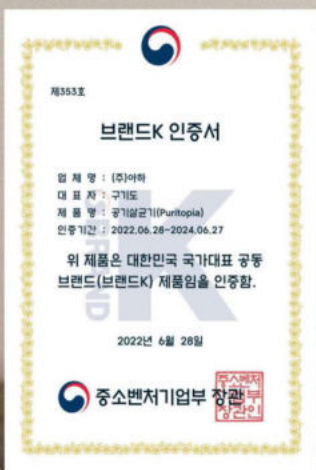 제353호
브랜드K 인증서
업 체 명 : (주)아하
대 표 자 : 구기도
제 품 명 : 공기살균기(Puritopia)
인증기간 : 2022.06.28~2024.06.27
위 제품은 대한민국 국가대표 공동
브랜드(브랜드K) 제품임을 인증함.
K
BRAND
2022년 6월 28일
중소벤처기업부 장관
중소벤처
기업부
장관인